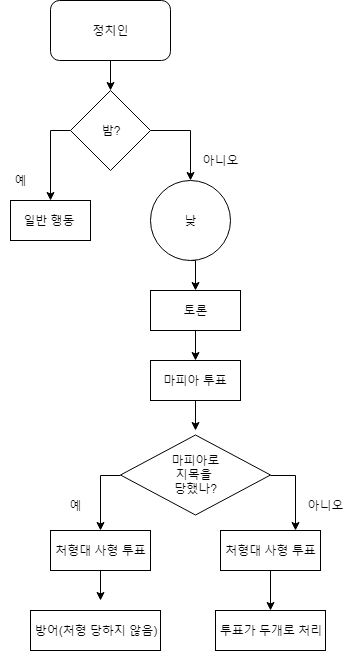 정치인
밤?
아니오
예
일반 행동
낮
토론
마피아 투표
마피아로
지목을
당했나?
예
아니오
처형대 사형 투표
처형대 사형 투표
방어(처형 당하지 않음)
투표가 두개로 처리